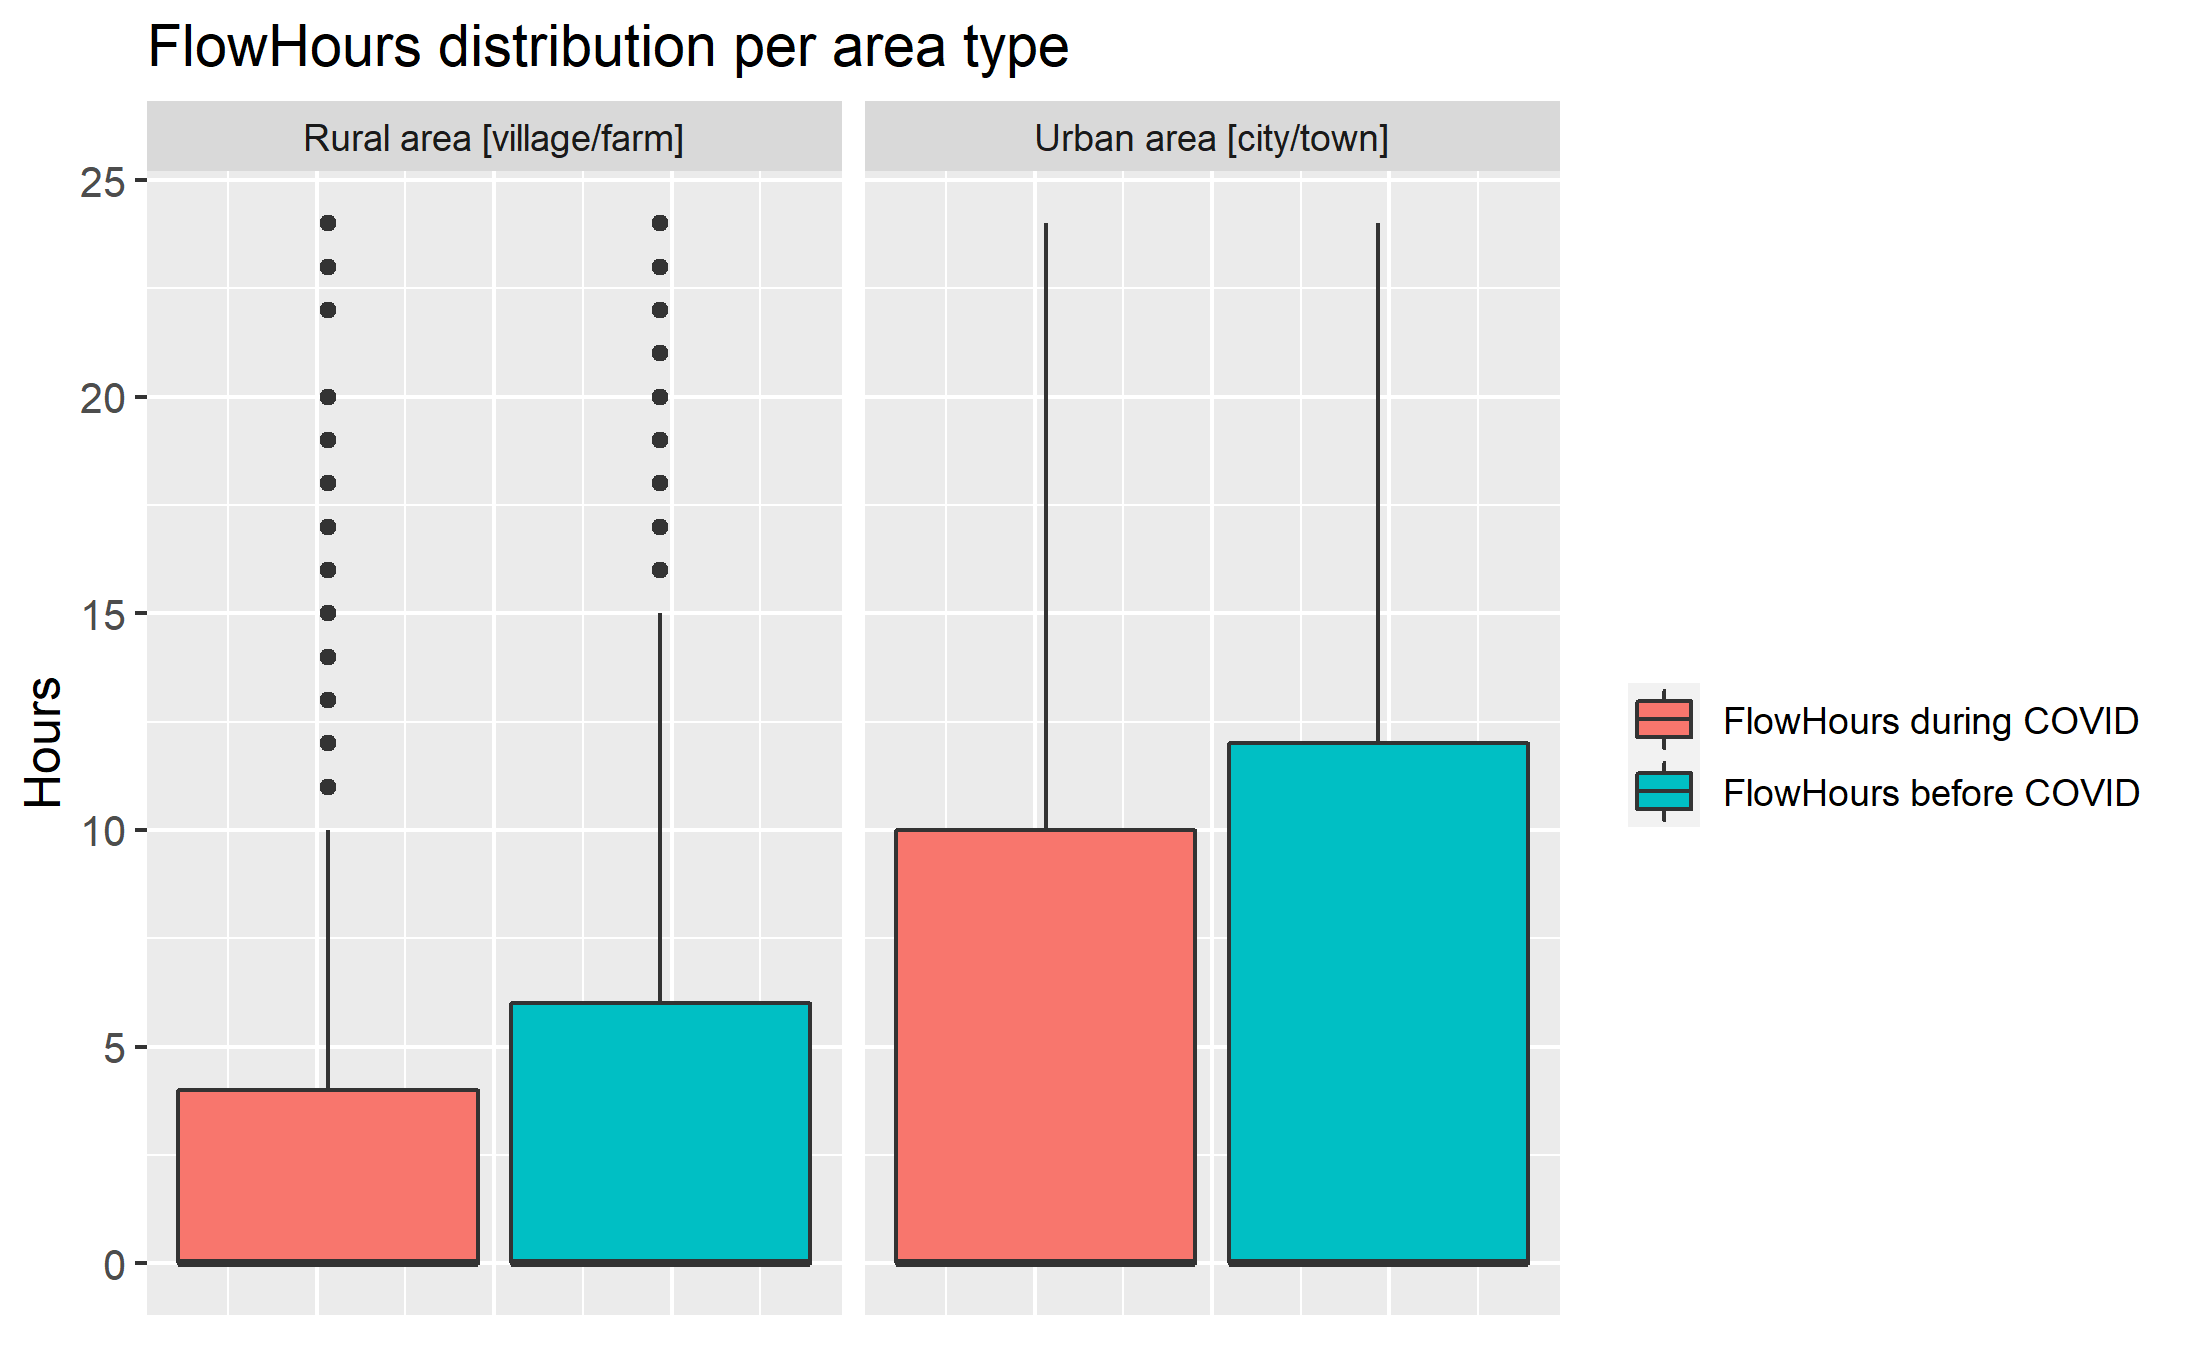 FlowHours distribution per area type
Rural area [village/farm]
Urban area [city/town]
25
20
15
10
5
0
Hours
FlowHours during COVID
FlowHours before COVID